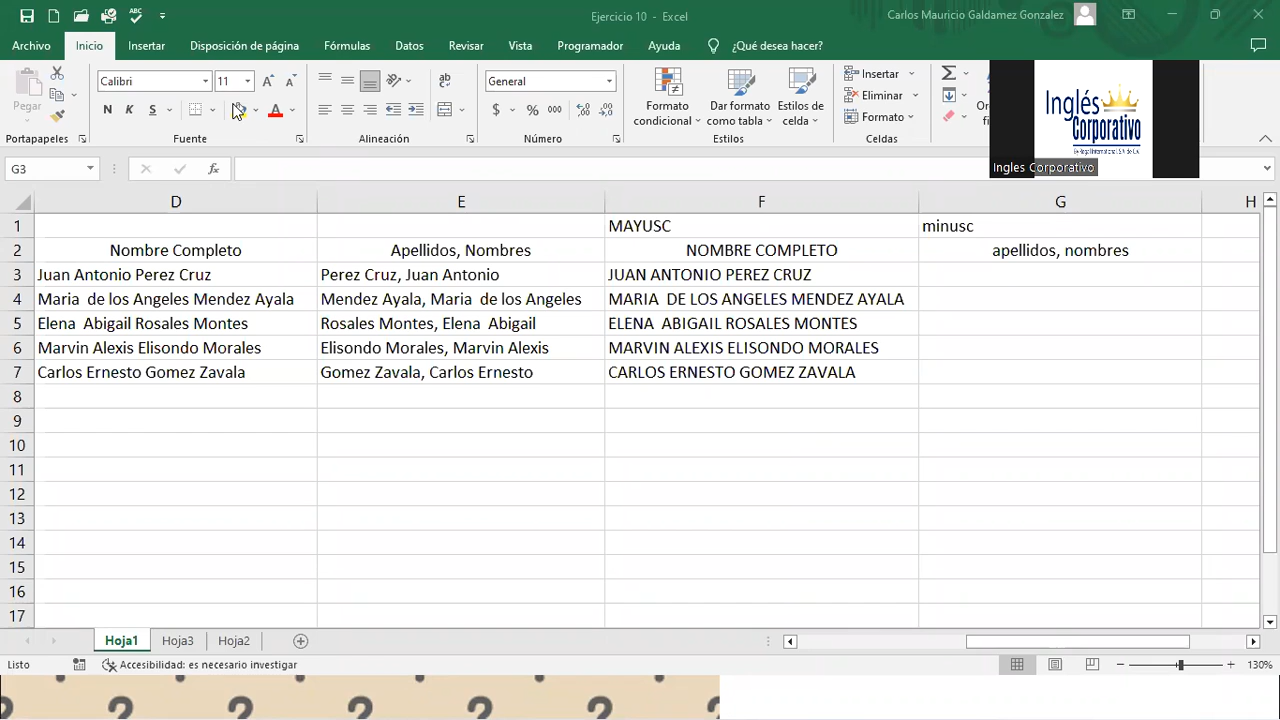 Ejercicio 10 - Excel
Carlos Mauricio Galdamez Gonzalez
Archivo Inicio Insertar Disposición de página Fórmulas Datos Revisar Vista Programador Ayuda ¿Qué desea hacer?
Pegar
Portapapeles
Calibri 11
N K S
Fuente
Alineación
General
$ % 000
Número
Formato condicional
Dar formato como tabla
Estilos de celda
Estilos
Insertar
Eliminar
Formato
Celdas
Inglés
Corporativo
Ingles Corporativo
G3
fx
D E F G H
1 MAYUSC minusc
2 Nombre Completo Apellidos, Nombres NOMBRE COMPLETO apellidos, nombres
3 Juan Antonio Perez Cruz Perez Cruz, Juan Antonio JUAN ANTONIO PEREZ CRUZ
4 Maria  de los Angeles Mendez Ayala Mendez Ayala, Maria  de los Angeles MARIA  DE LOS ANGELES MENDEZ AYALA
5 Elena  Abigail Rosales Montes Rosales Montes, Elena  Abigail ELENA  ABIGAIL ROSALES MONTES
6 Marvin Alexis Elisondo Morales Elisondo Morales, Marvin Alexis MARVIN ALEXIS ELISONDO MORALES
7 Carlos Ernesto Gomez Zavala Gomez Zavala, Carlos Ernesto CARLOS ERNESTO GOMEZ ZAVALA
8
9
10
11
12
13
14
15
16
17
Hoja1 Hoja3 Hoja2
Listo Accesibilidad: es necesario investigar 130%
? ? ? ? ?